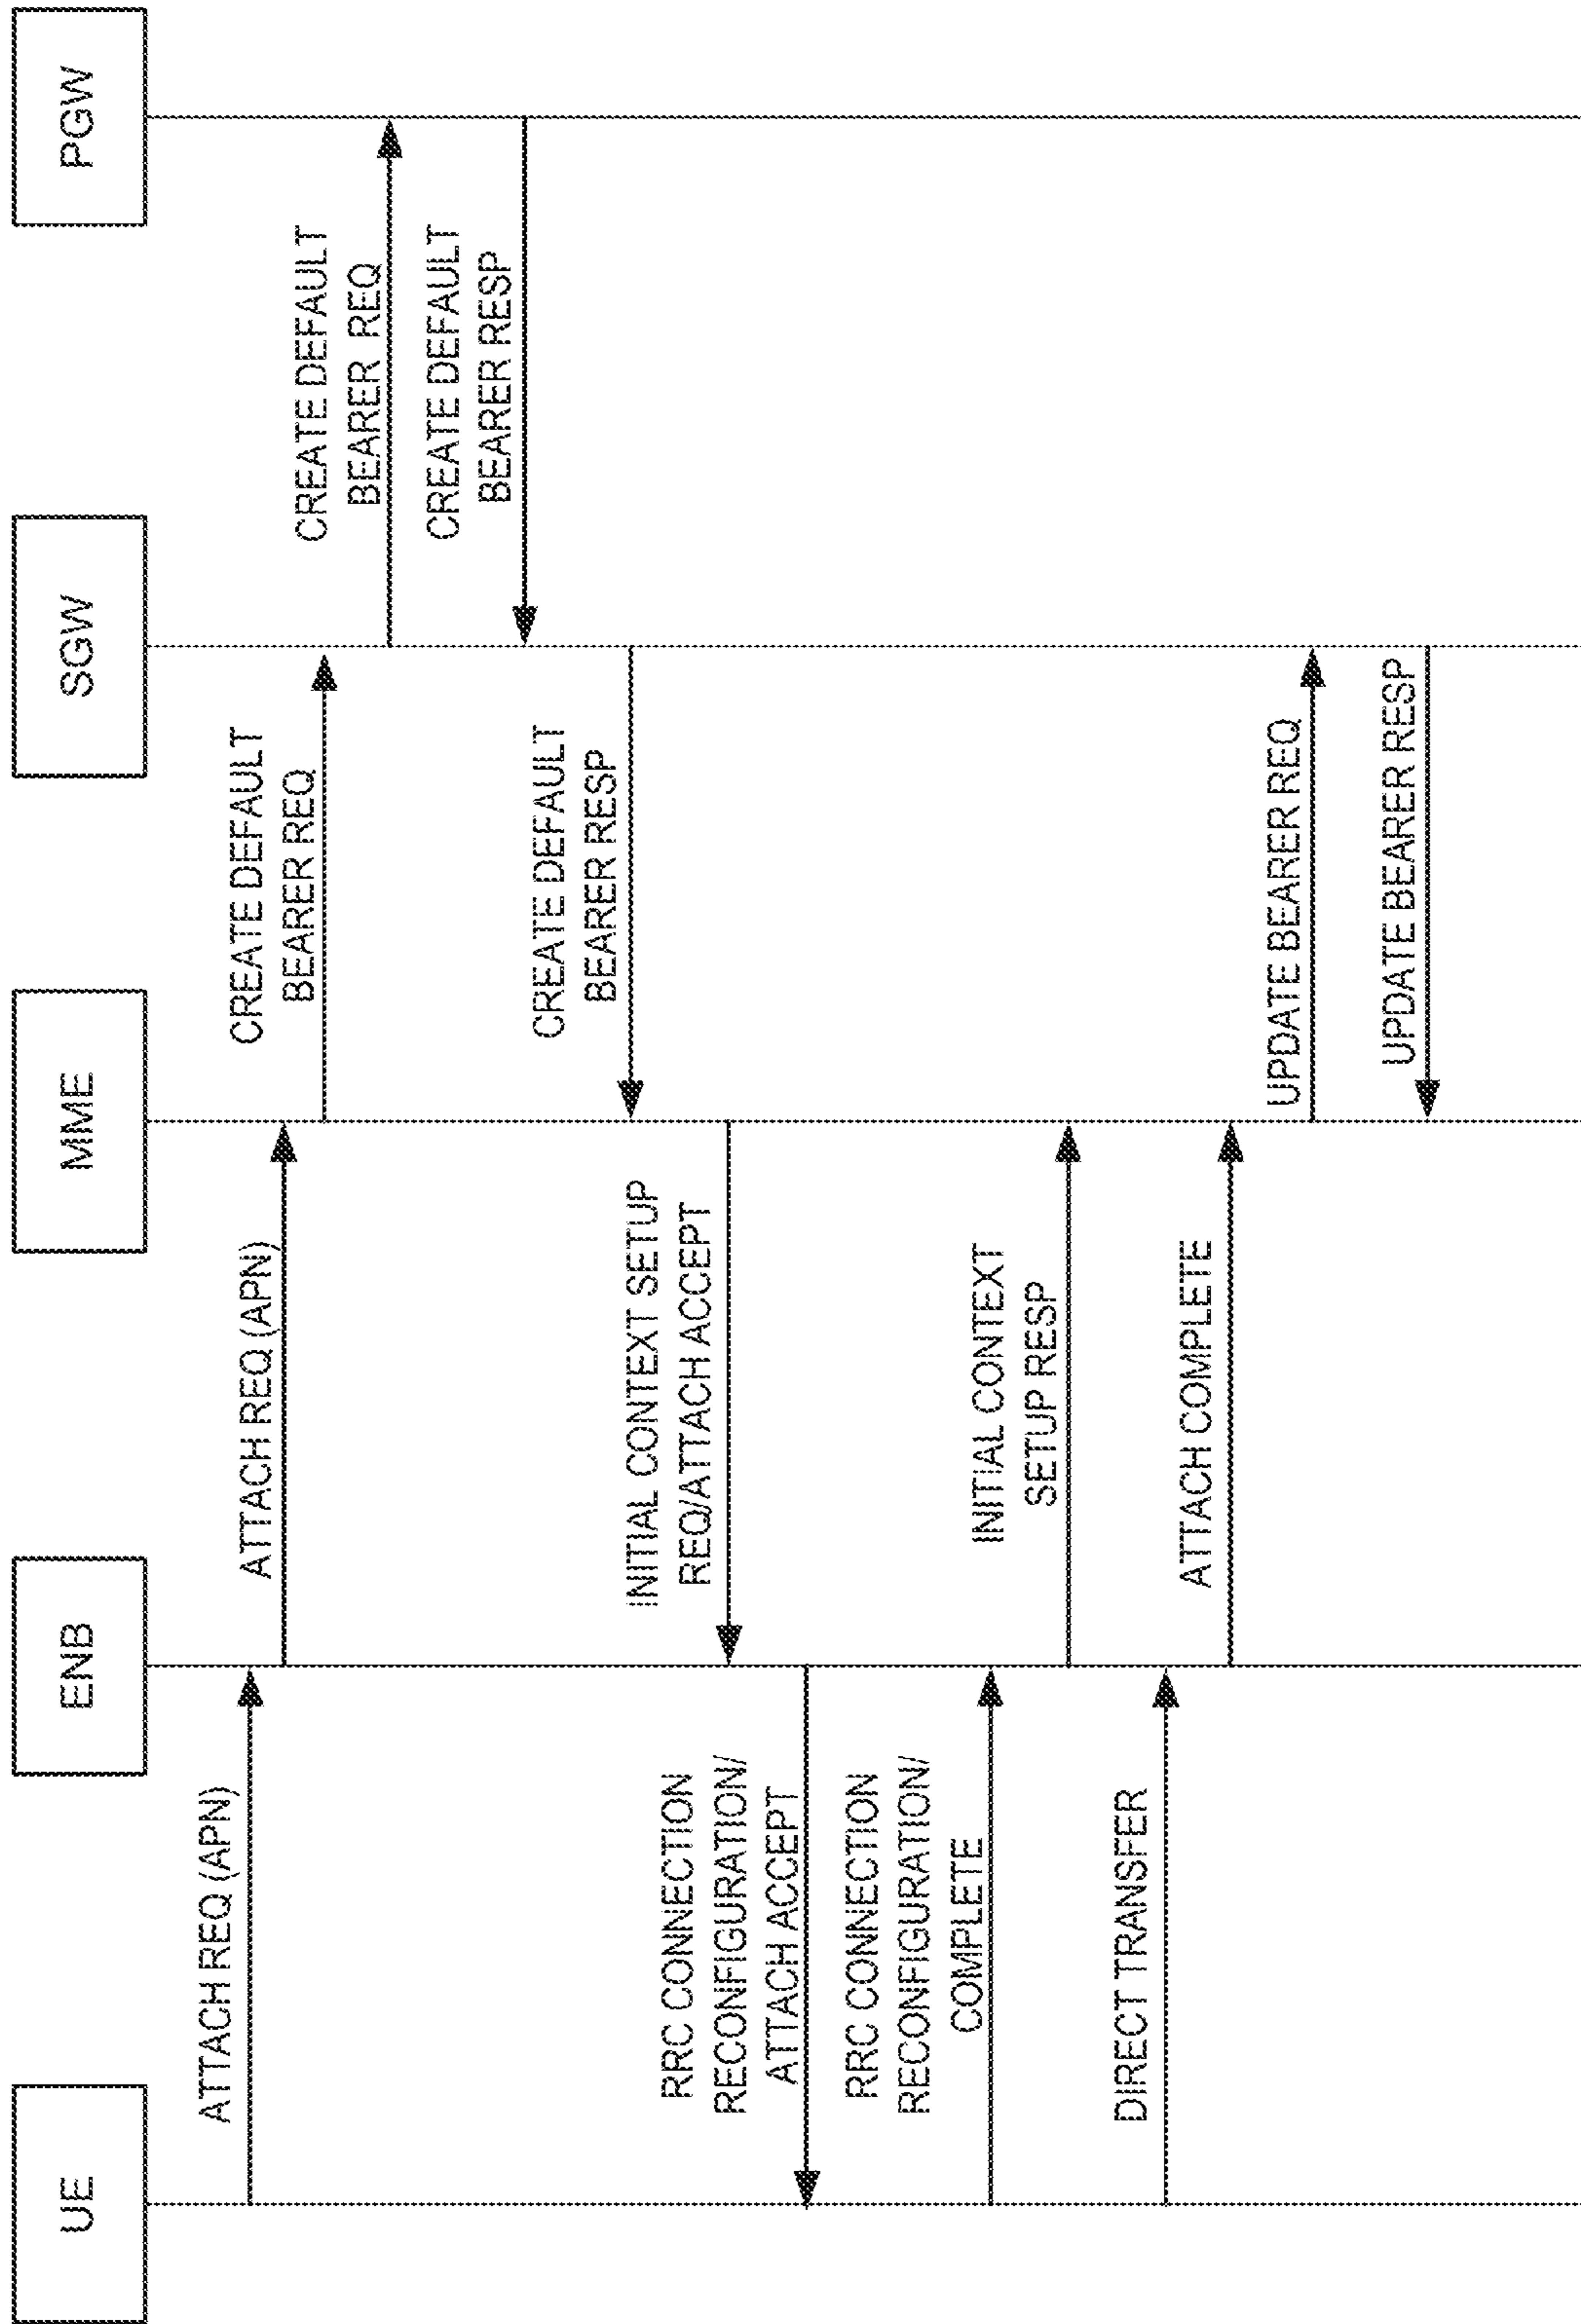 UE
ENB
MME
SGW
PGW
ATTACH REQ (APN)
ATTACH REQ (APN)
CREATE DEFAULT
BEARER REQ
CREATE DEFAULT
BEARER REQ
CREATE DEFAULT
BEARER RESP
CREATE DEFAULT
BEARER RESP
INITIAL CONTEXT SETUP
REQ/ATTACH ACCEPT
RRC CONNECTION
RECONFIGURATION/
ATTACH ACCEPT
RRC CONNECTION
RECONFIGURATION/
COMPLETE
INITIAL CONTEXT
SETUP RESP
DIRECT TRANSFER
ATTACH COMPLETE
UPDATE BEARER REQ
UPDATE BEARER RESP